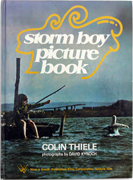 storm boy
picture
book
COLIN THIELE
photographs by DAVID KYNOCH